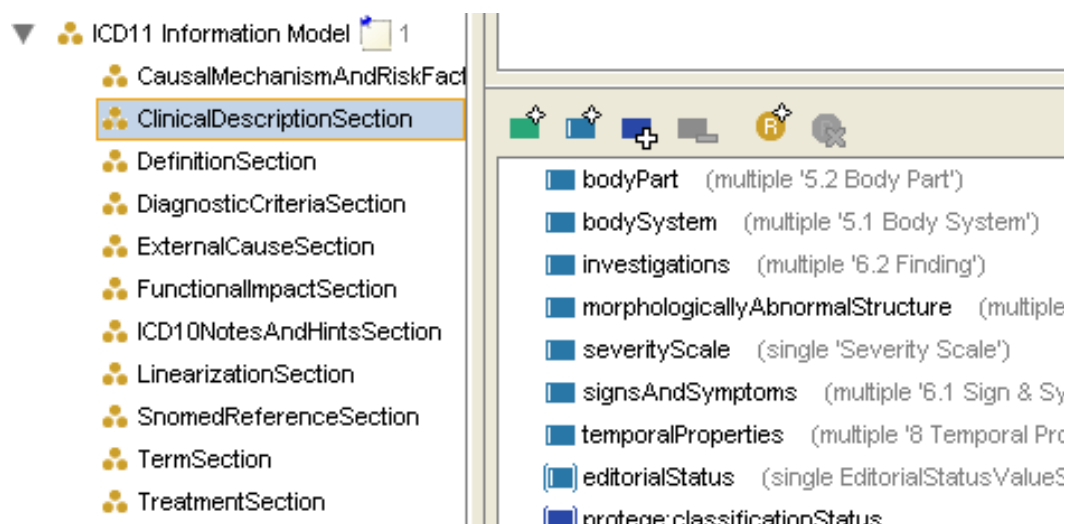 ICD11 Information Model 1
CausalMechanismAndRiskFact
ClinicalDescriptionSection
DefinitionSection
DiagnosticCriteriaSection
ExternalCauseSection
FunctionalImpactSection
ICD10NotesAndHintsSection
LinearizationSection
SnomedReferenceSection
TermSection
TreatmentSection
R
bodyPart (multiple '5.2 Body Part')
bodySystem (multiple '5.1 Body System')
investigations (multiple '6.2 Finding')
morphologicallyAbnormalStructure (multiple
severityScale (single 'Severity Scale')
signsAndSymptoms (multiple '6.1 Sign & Sy
temporalProperties (multiple '8 Temporal Pro
editorialStatus (single EditorialStatusValueS
protege:classificationStatus